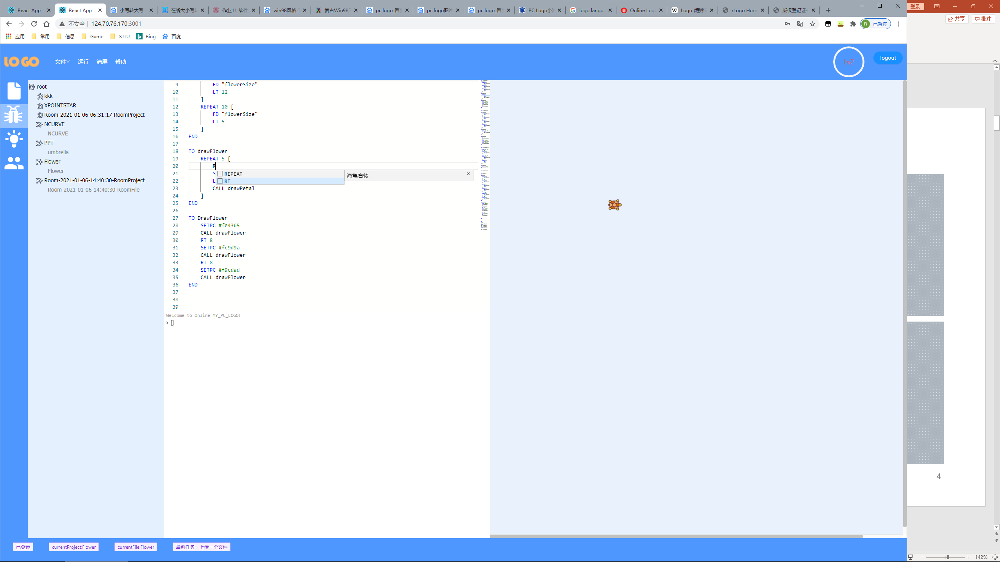 React App
React App
小写转大写_
在线大小写转
作业11 软件
win98风格_
复古Win98风
pc logo_百度
pc logo图片
pc logo_百度
PC Logo小海
logo langua
Online Logo
Logo (程序语
rLogo Home
版权登记证书
登录
不安全
124.70.76.170:3001
R
已暂停
共享
批注
应用
常用
信息
Game
SJTU
Bing
百度
LOGO
文件
运行
清屏
帮助
Lv2
logout
root
kkk
XPOINTSTAR
Room-2021-01-06-06:31:17-RoomProject
NCURVE
NCURVE
PPT
umbrella
Flower
Flower
Room-2021-01-06-14:40:30-RoomProject
Room-2021-01-06-14:40:30-RoomFile
9 FD "flowerSize"
10 LT 12
11 ]
12 REPEAT 10 [
13 FD "flowerSize"
14 LT 5
15 ]
16 END
17
18 TO drawFlower
19 REPEAT 5 [
20 R
21 S
22 L
REPEAT
RT
海龟右转
23 CALL drawPetal
24 ]
25 END
26
27 TO DrawFlower
28 SETPC #fe4365
29 CALL drawFlower
30 RT 8
31 SETPC #fc9d9a
32 CALL drawFlower
33 RT 8
34 SETPC #f9cdad
35 CALL drawFlower
36 END
37
38
39
Welcome to Online MY_PC_LOGO!
>
4
已登录
currentProject:Flower
currentFile:Flower
当前任务：上传一个文件
142%